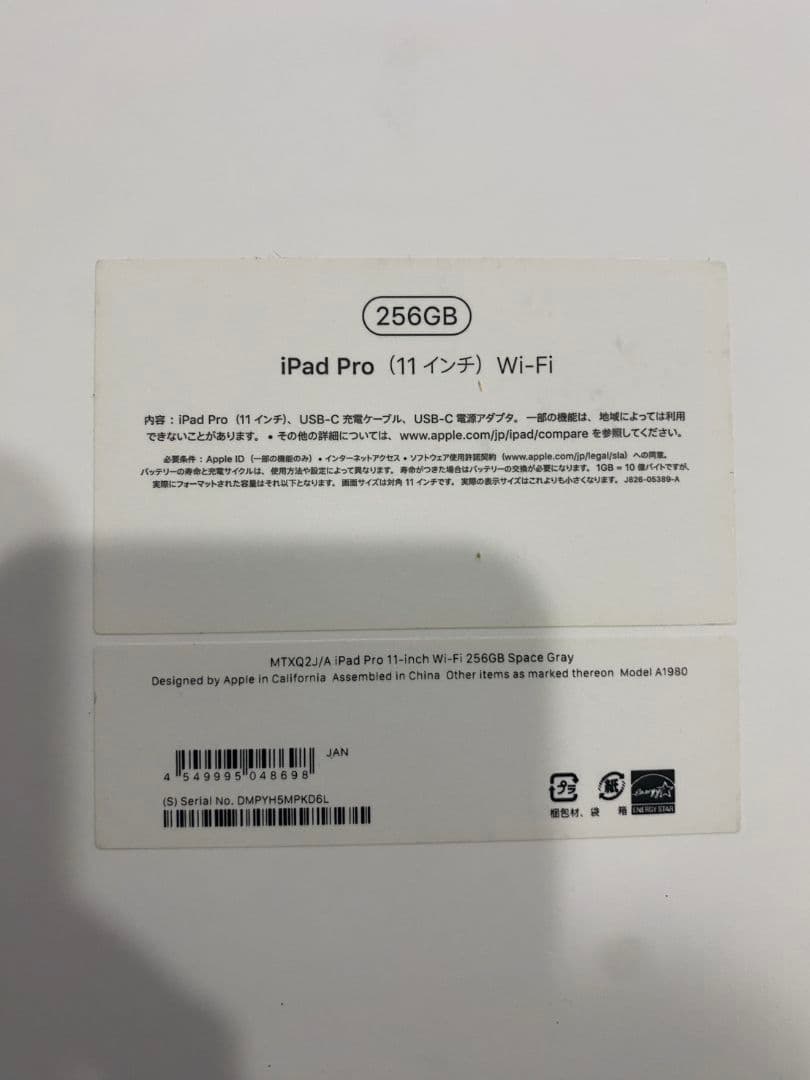 256GB
iPad Pro（11 インチ）Wi-Fi
内容：iPad Pro（11 インチ）、USB-C 充電ケーブル、USB-C 電源アダプタ。一部の機能は、地域によっては利用
できないことがあります。• その他の詳細については、www.apple.com/jp/ipad/compare を参照してください。
必要条件：Apple ID（一部の機能のみ）• インターネットアクセス • ソフトウェア使用許諾契約（www.apple.com/jp/legal/sla）への同意。
バッテリーの寿命と充電サイクルは、使用方法や設定によって異なります。寿命がつきた場合はバッテリーの交換が必要になります。1GB = 10 億バイトですが、
実際にフォーマットされた容量はそれ以下となります。画面サイズは対角 11 インチです。実際の表示サイズはこれよりも小さくなります。J826-05389-A
MTXQ2J/A iPad Pro 11-inch Wi-Fi 256GB Space Gray
Designed by Apple in California Assembled in China Other items as marked thereon Model A1980
JAN
4 549995 048698
(S) Serial No. DMPYH5MPKD6L
プラ 紙 energy
梱包材、袋 箱 ENERGY STAR